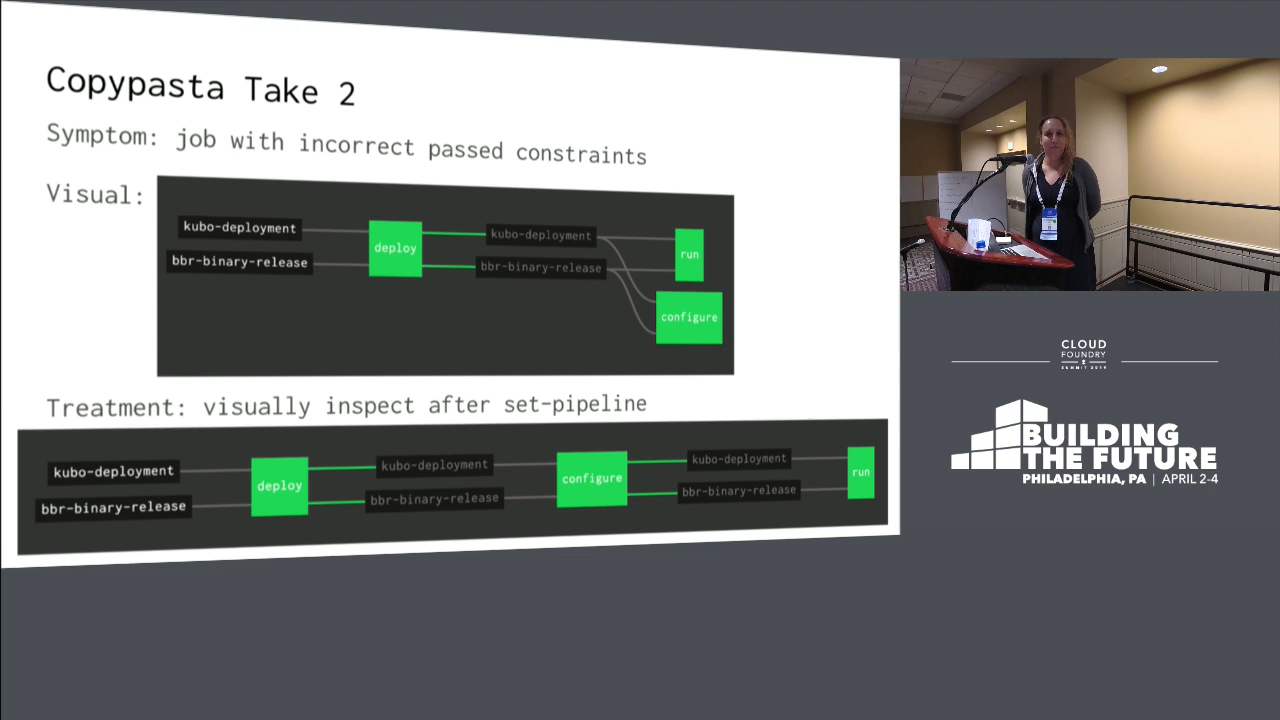 Copypasta Take 2
Symptom: job with incorrect passed constraints
Visual:
kubo-deployment
bbr-binary-release
deploy
kubo-deployment
bbr-binary-release
run
configure
Treatment: visually inspect after set-pipeline
kubo-deployment
bbr-binary-release
deploy
kubo-deployment
bbr-binary-release
configure
kubo-deployment
bbr-binary-release
run
CLOUD
FOUNDRY
SUMMIT 2019
BUILDING
THE FUTURE
PHILADELPHIA, PA | APRIL 2-4